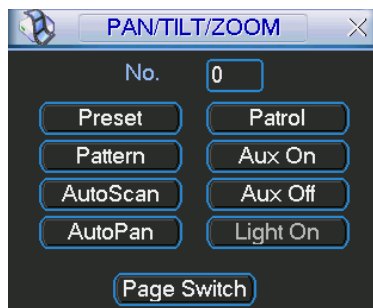 PAN/TILT/ZOOM
No. 0
Preset Patrol
Pattern Aux On
AutoScan Aux Off
AutoPan Light On
Page Switch